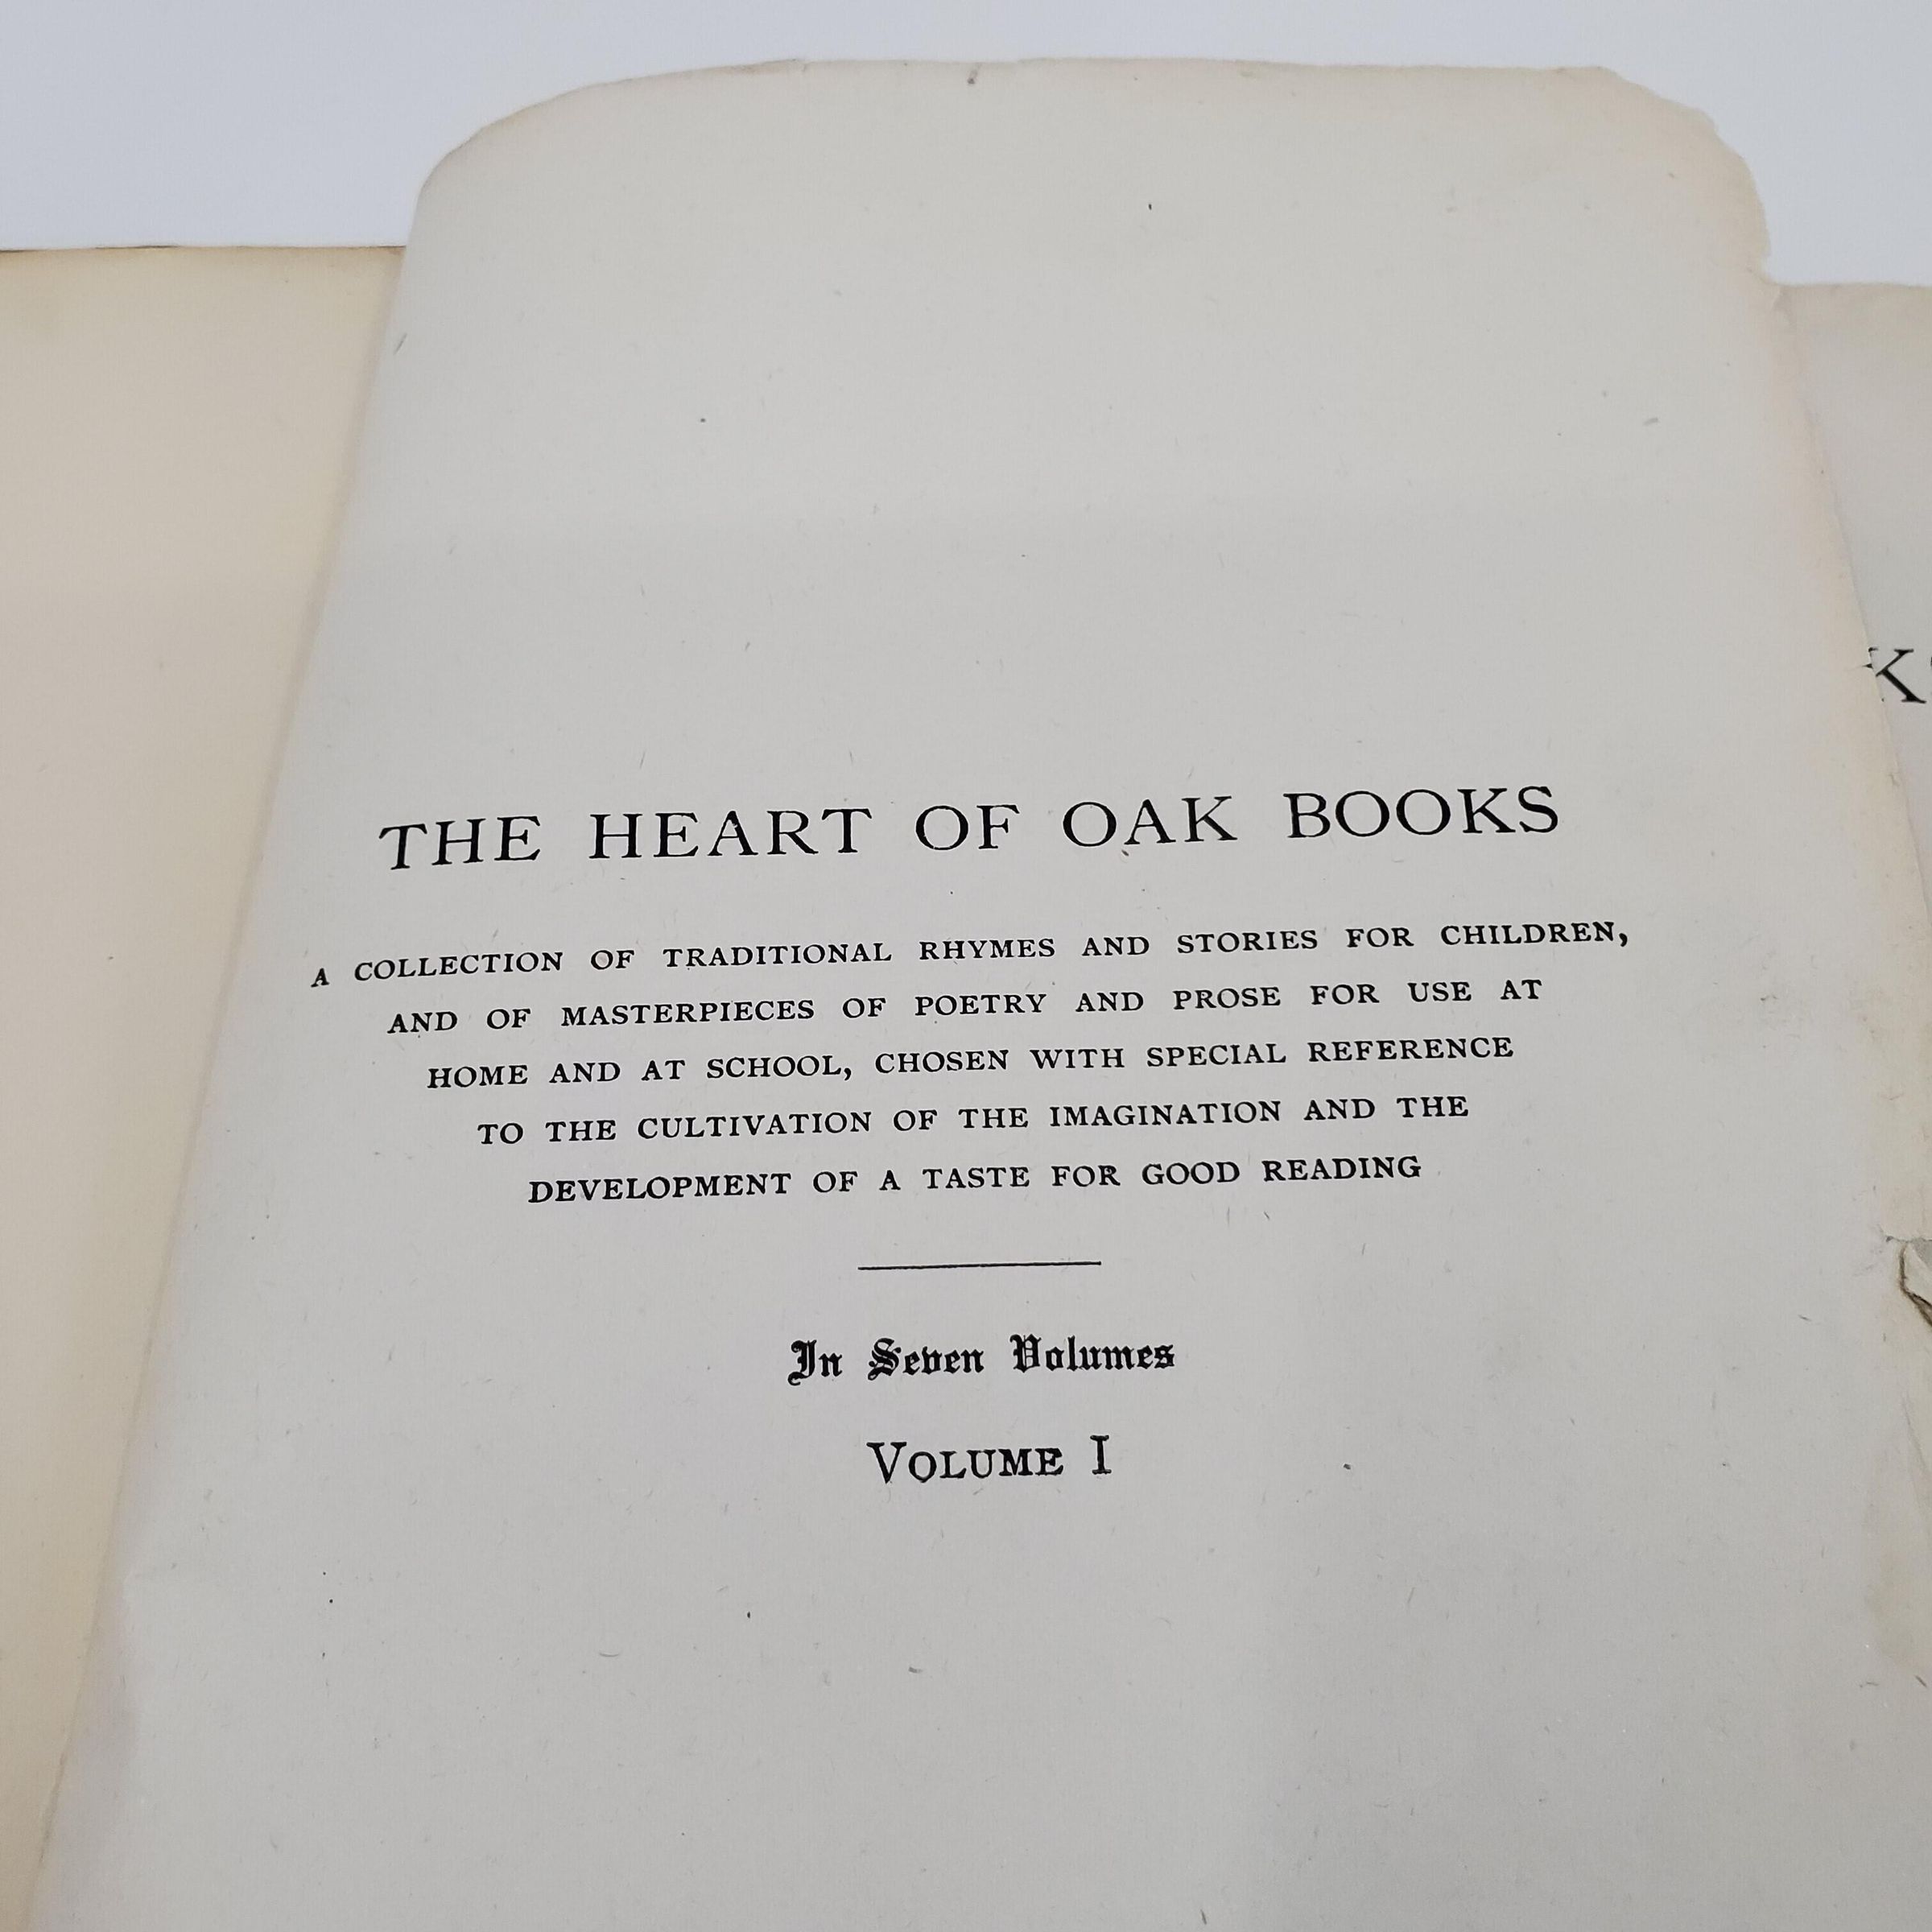 THE HEART OF OAK BOOKS
A COLLECTION OF TRADITIONAL RHYMES AND STORIES FOR CHILDREN,
AND OF MASTERPIECES OF POETRY AND PROSE FOR USE AT
HOME AND AT SCHOOL, CHOSEN WITH SPECIAL REFERENCE
TO THE CULTIVATION OF THE IMAGINATION AND THE
DEVELOPMENT OF A TASTE FOR GOOD READING
In Seven Volumes
VOLUME I